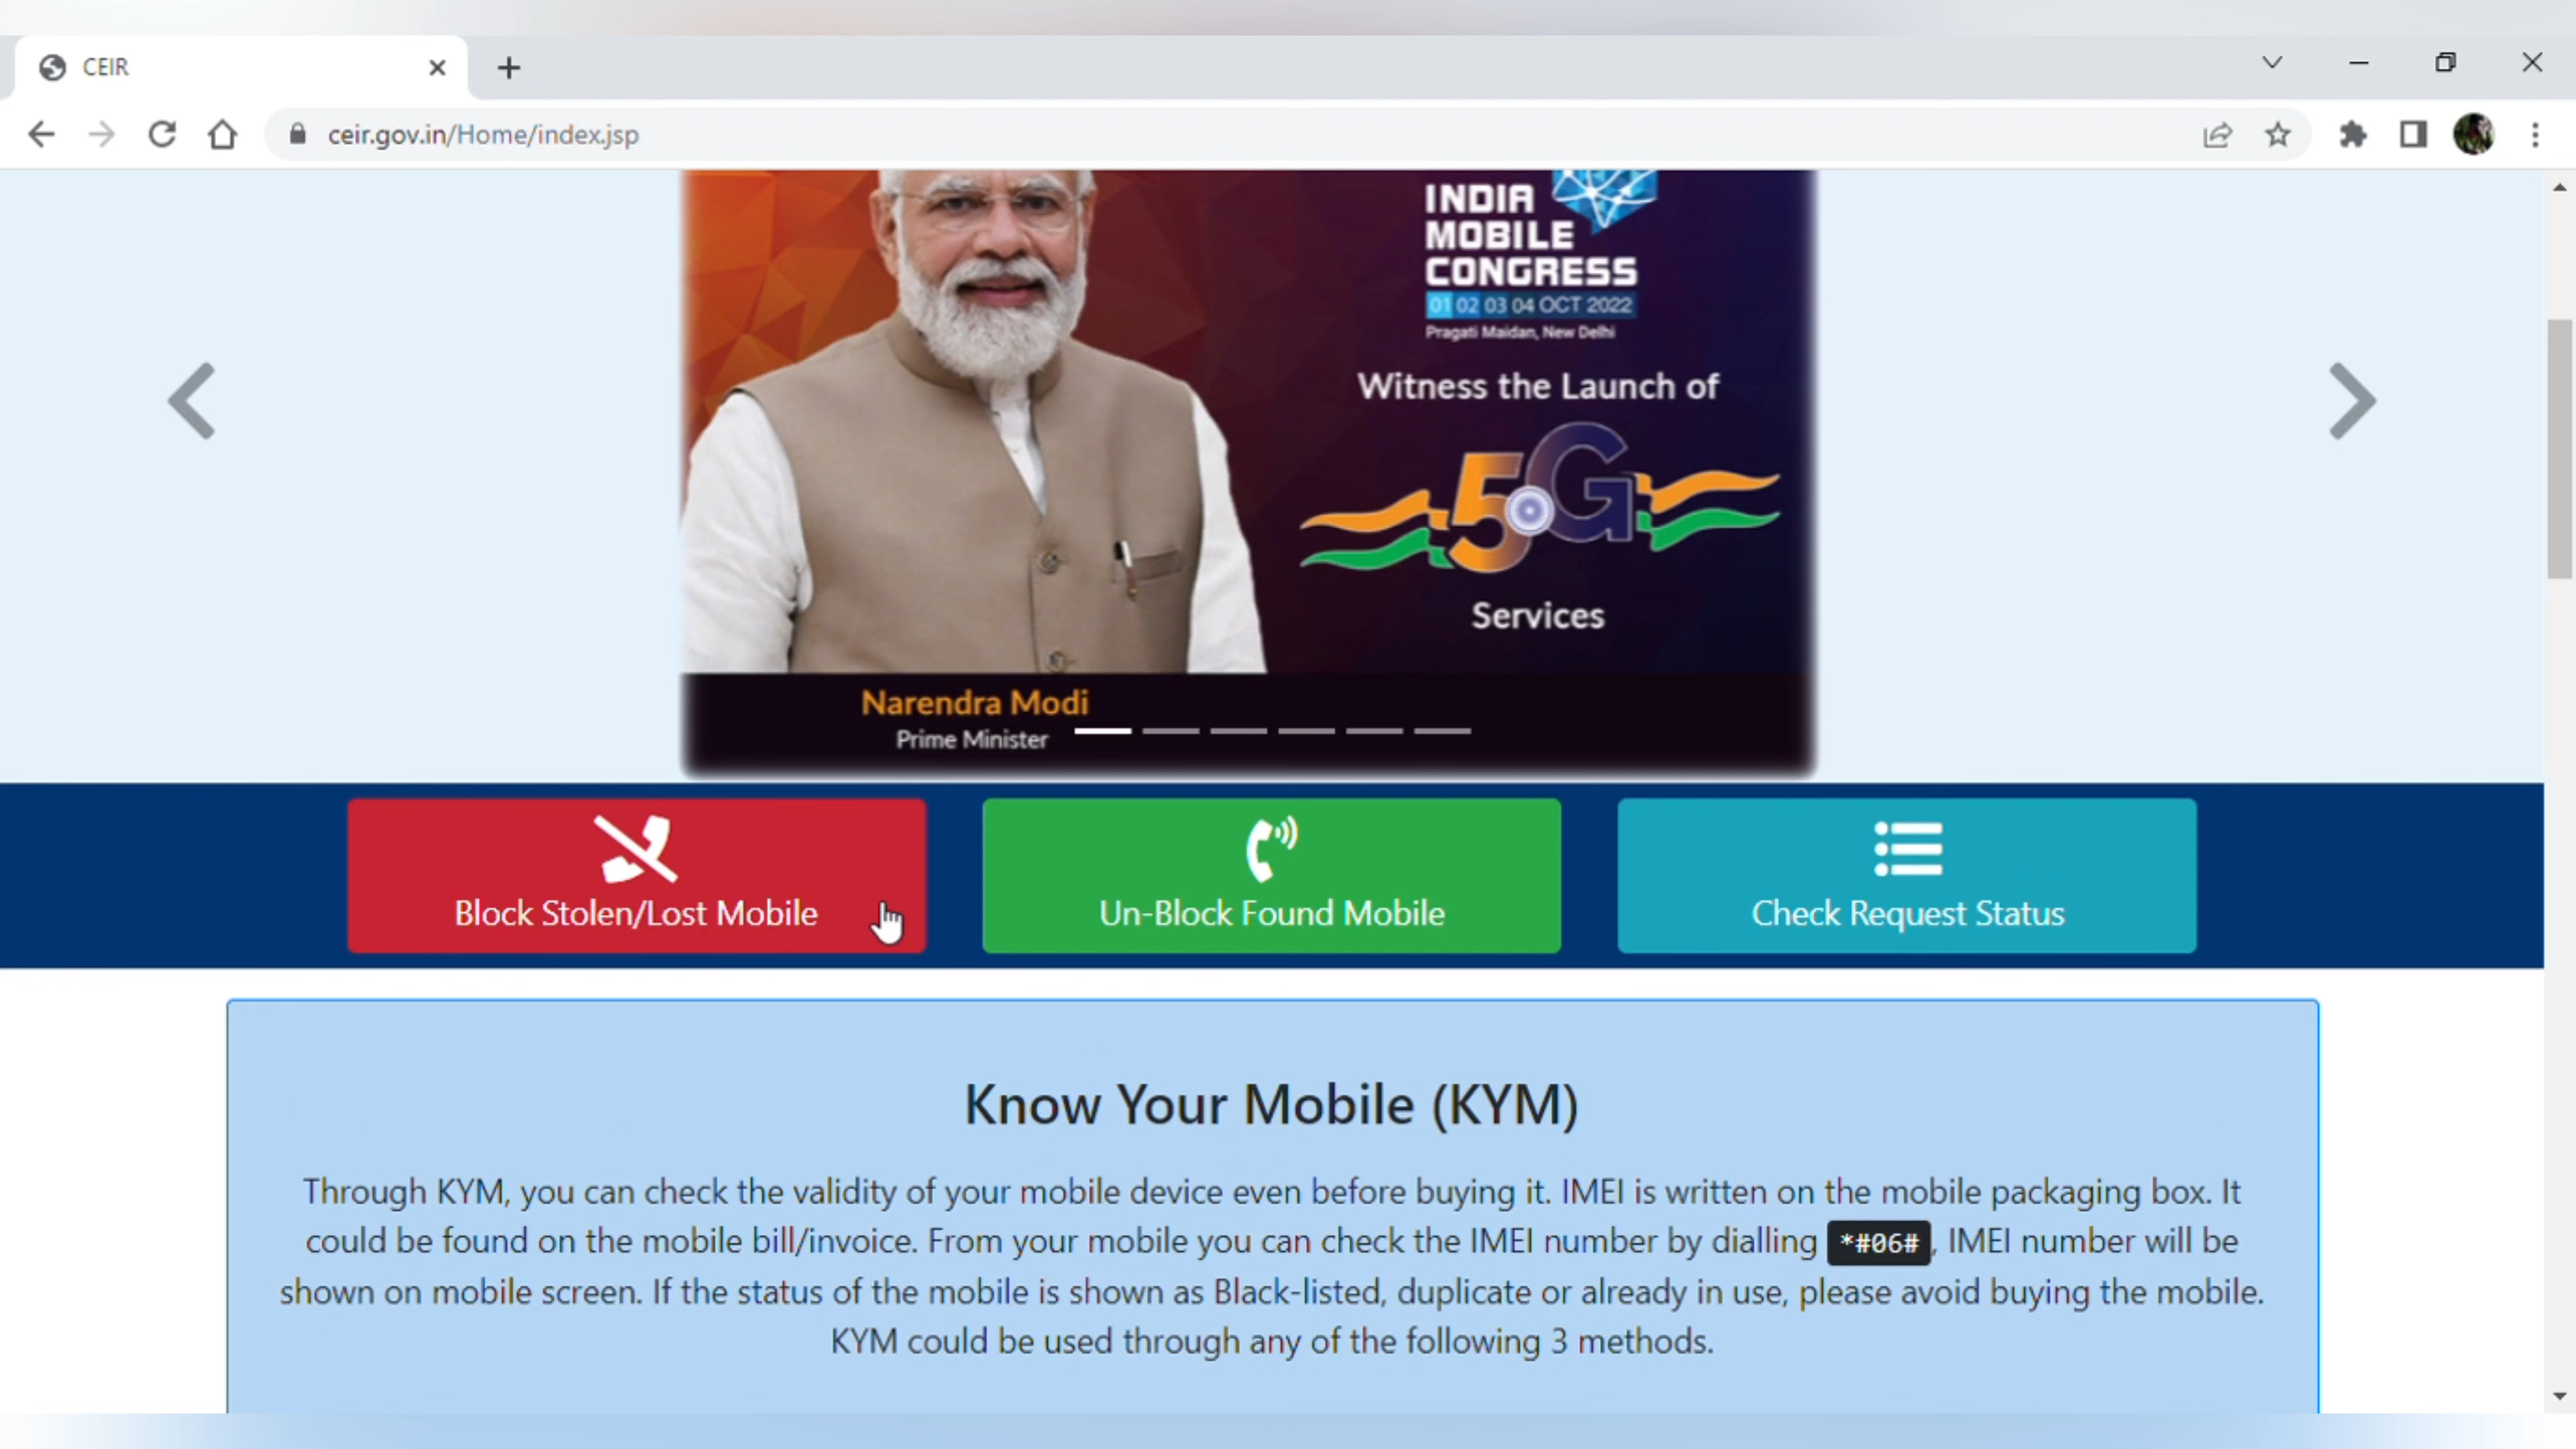 CEIR
ceir.gov.in/Home/index.jsp
INDIA
MOBILE
CONGRESS
01 02 03 04 OCT 2022
Pragati Maidan, New Delhi
Witness the Launch of
5G
Services
Narendra Modi
Prime Minister
Block Stolen/Lost Mobile
Un-Block Found Mobile
Check Request Status
Know Your Mobile (KYM)
Through KYM, you can check the validity of your mobile device even before buying it. IMEI is written on the mobile packaging box. It
could be found on the mobile bill/invoice. From your mobile you can check the IMEI number by dialling *#06#, IMEI number will be
shown on mobile screen. If the status of the mobile is shown as Black-listed, duplicate or already in use, please avoid buying the mobile.
KYM could be used through any of the following 3 methods.